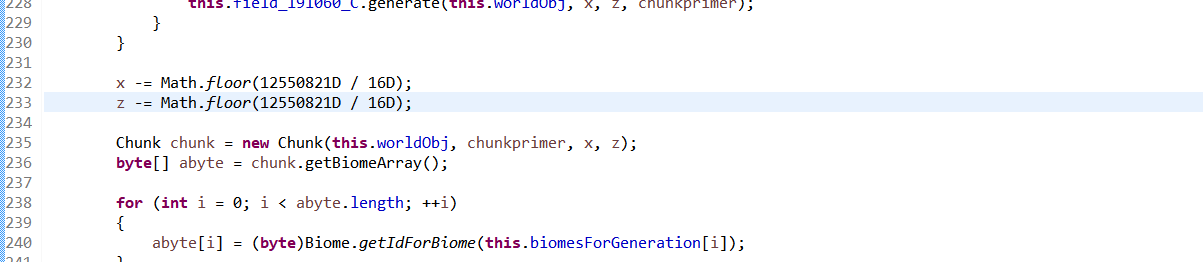 228 this.field_191060_C.generate(this.worldObj, x, z, chunkprimer);
229 }
230 }
231
232 x -= Math.floor(12550821D / 16D);
233 z -= Math.floor(12550821D / 16D);
234
235 Chunk chunk = new Chunk(this.worldObj, chunkprimer, x, z);
236 byte[] abyte = chunk.getBiomeArray();
237
238 for (int i = 0; i < abyte.length; ++i)
239 {
240 abyte[i] = (byte)Biome.getIdForBiome(this.biomesForGeneration[i]);
241 }